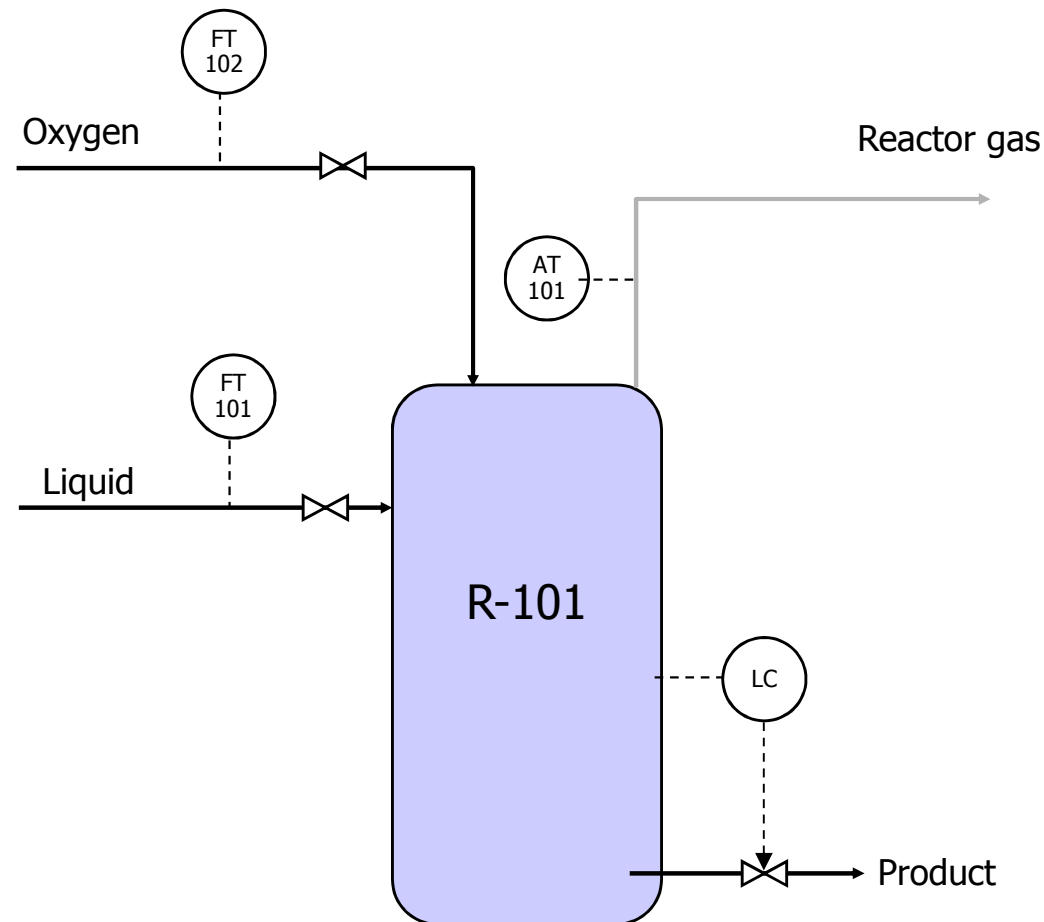 FT
102
Oxygen
Reactor gas
AT
101
FT
101
Liquid
R-101
LC
Product